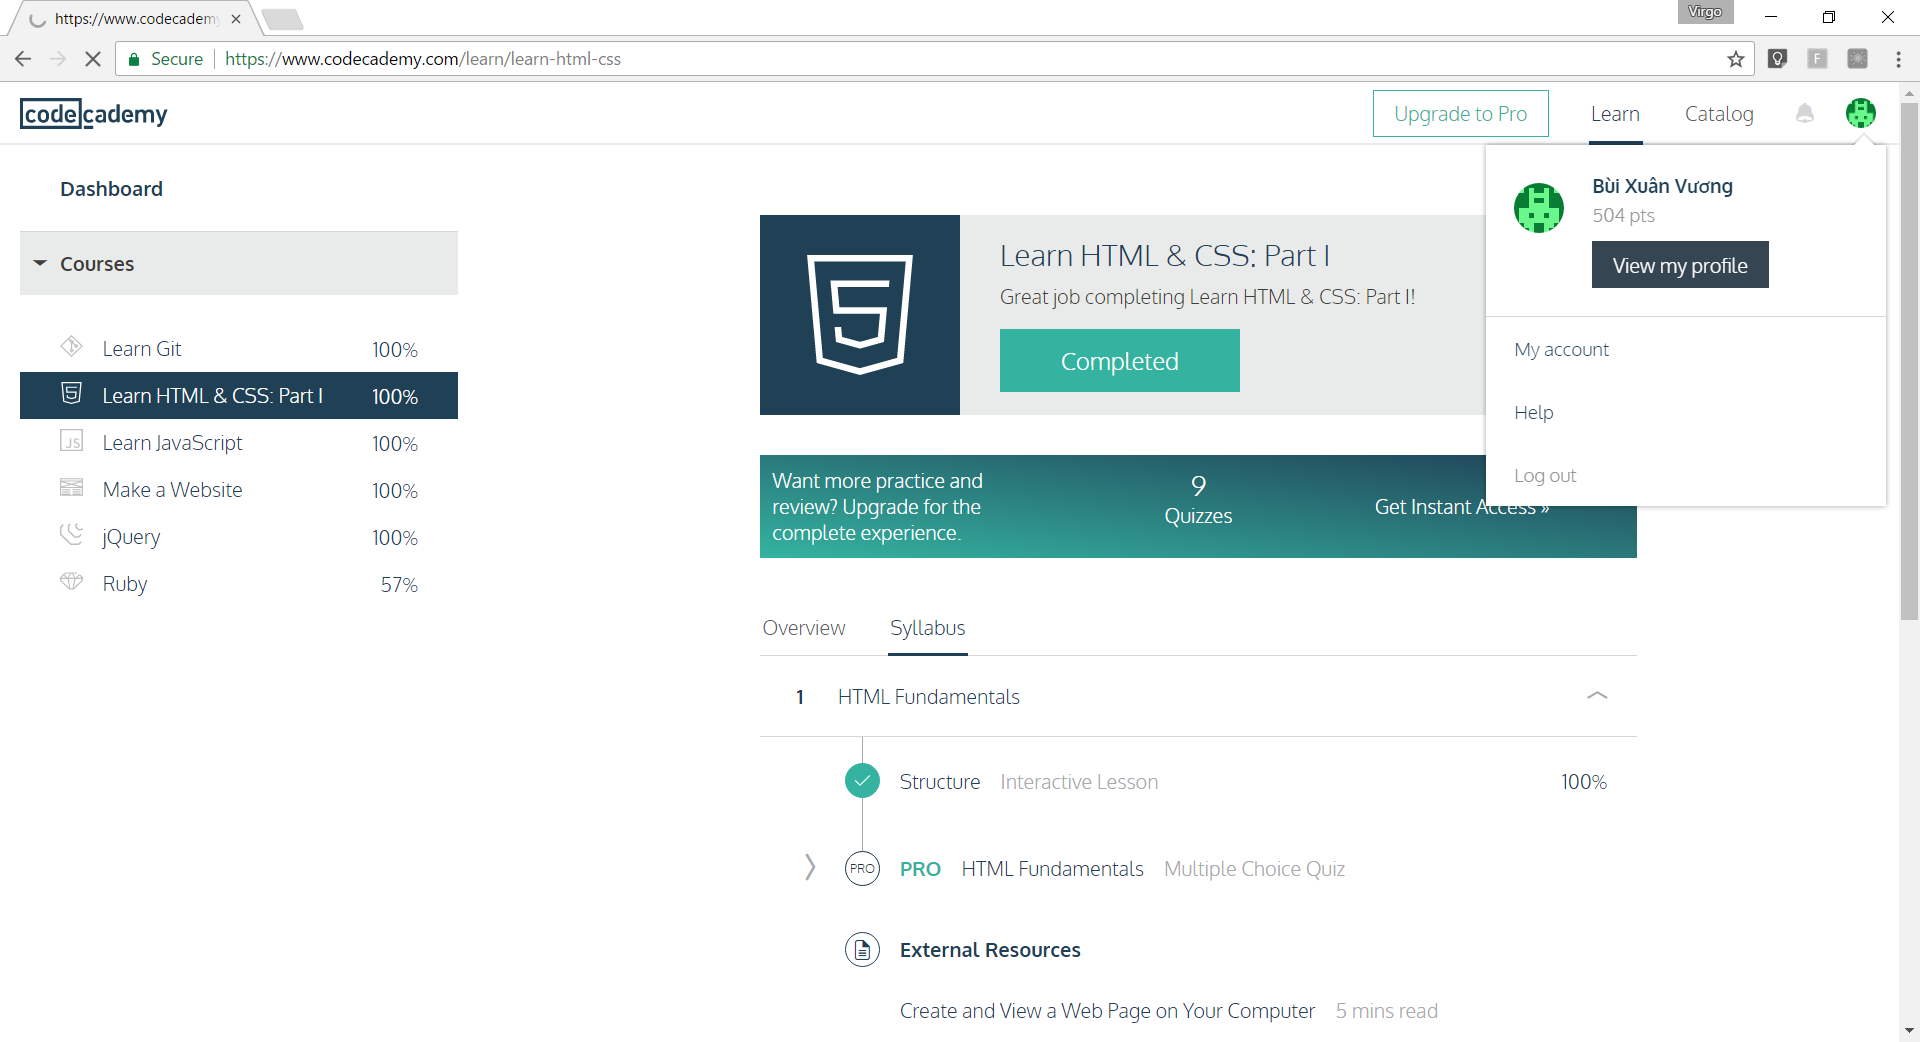 https://www.codecadem
Virgo
Secure
https://www.codecademy.com/learn/learn-html-css
F
codecademy
Upgrade to Pro
Learn
Catalog
Dashboard
Courses
Learn Git 100%
Learn HTML & CSS: Part I 100%
JS Learn JavaScript 100%
Make a Website 100%
jQuery 100%
Ruby 57%
Learn HTML & CSS: Part I
Great job completing Learn HTML & CSS: Part I!
Completed
Bùi Xuân Vương
504 pts
View my profile
My account
Help
Log out
Want more practice and
review? Upgrade for the
complete experience.
9
Quizzes
Get Instant Access »
Overview
Syllabus
1 HTML Fundamentals
Structure Interactive Lesson 100%
PRO PRO HTML Fundamentals Multiple Choice Quiz
External Resources
Create and View a Web Page on Your Computer 5 mins read